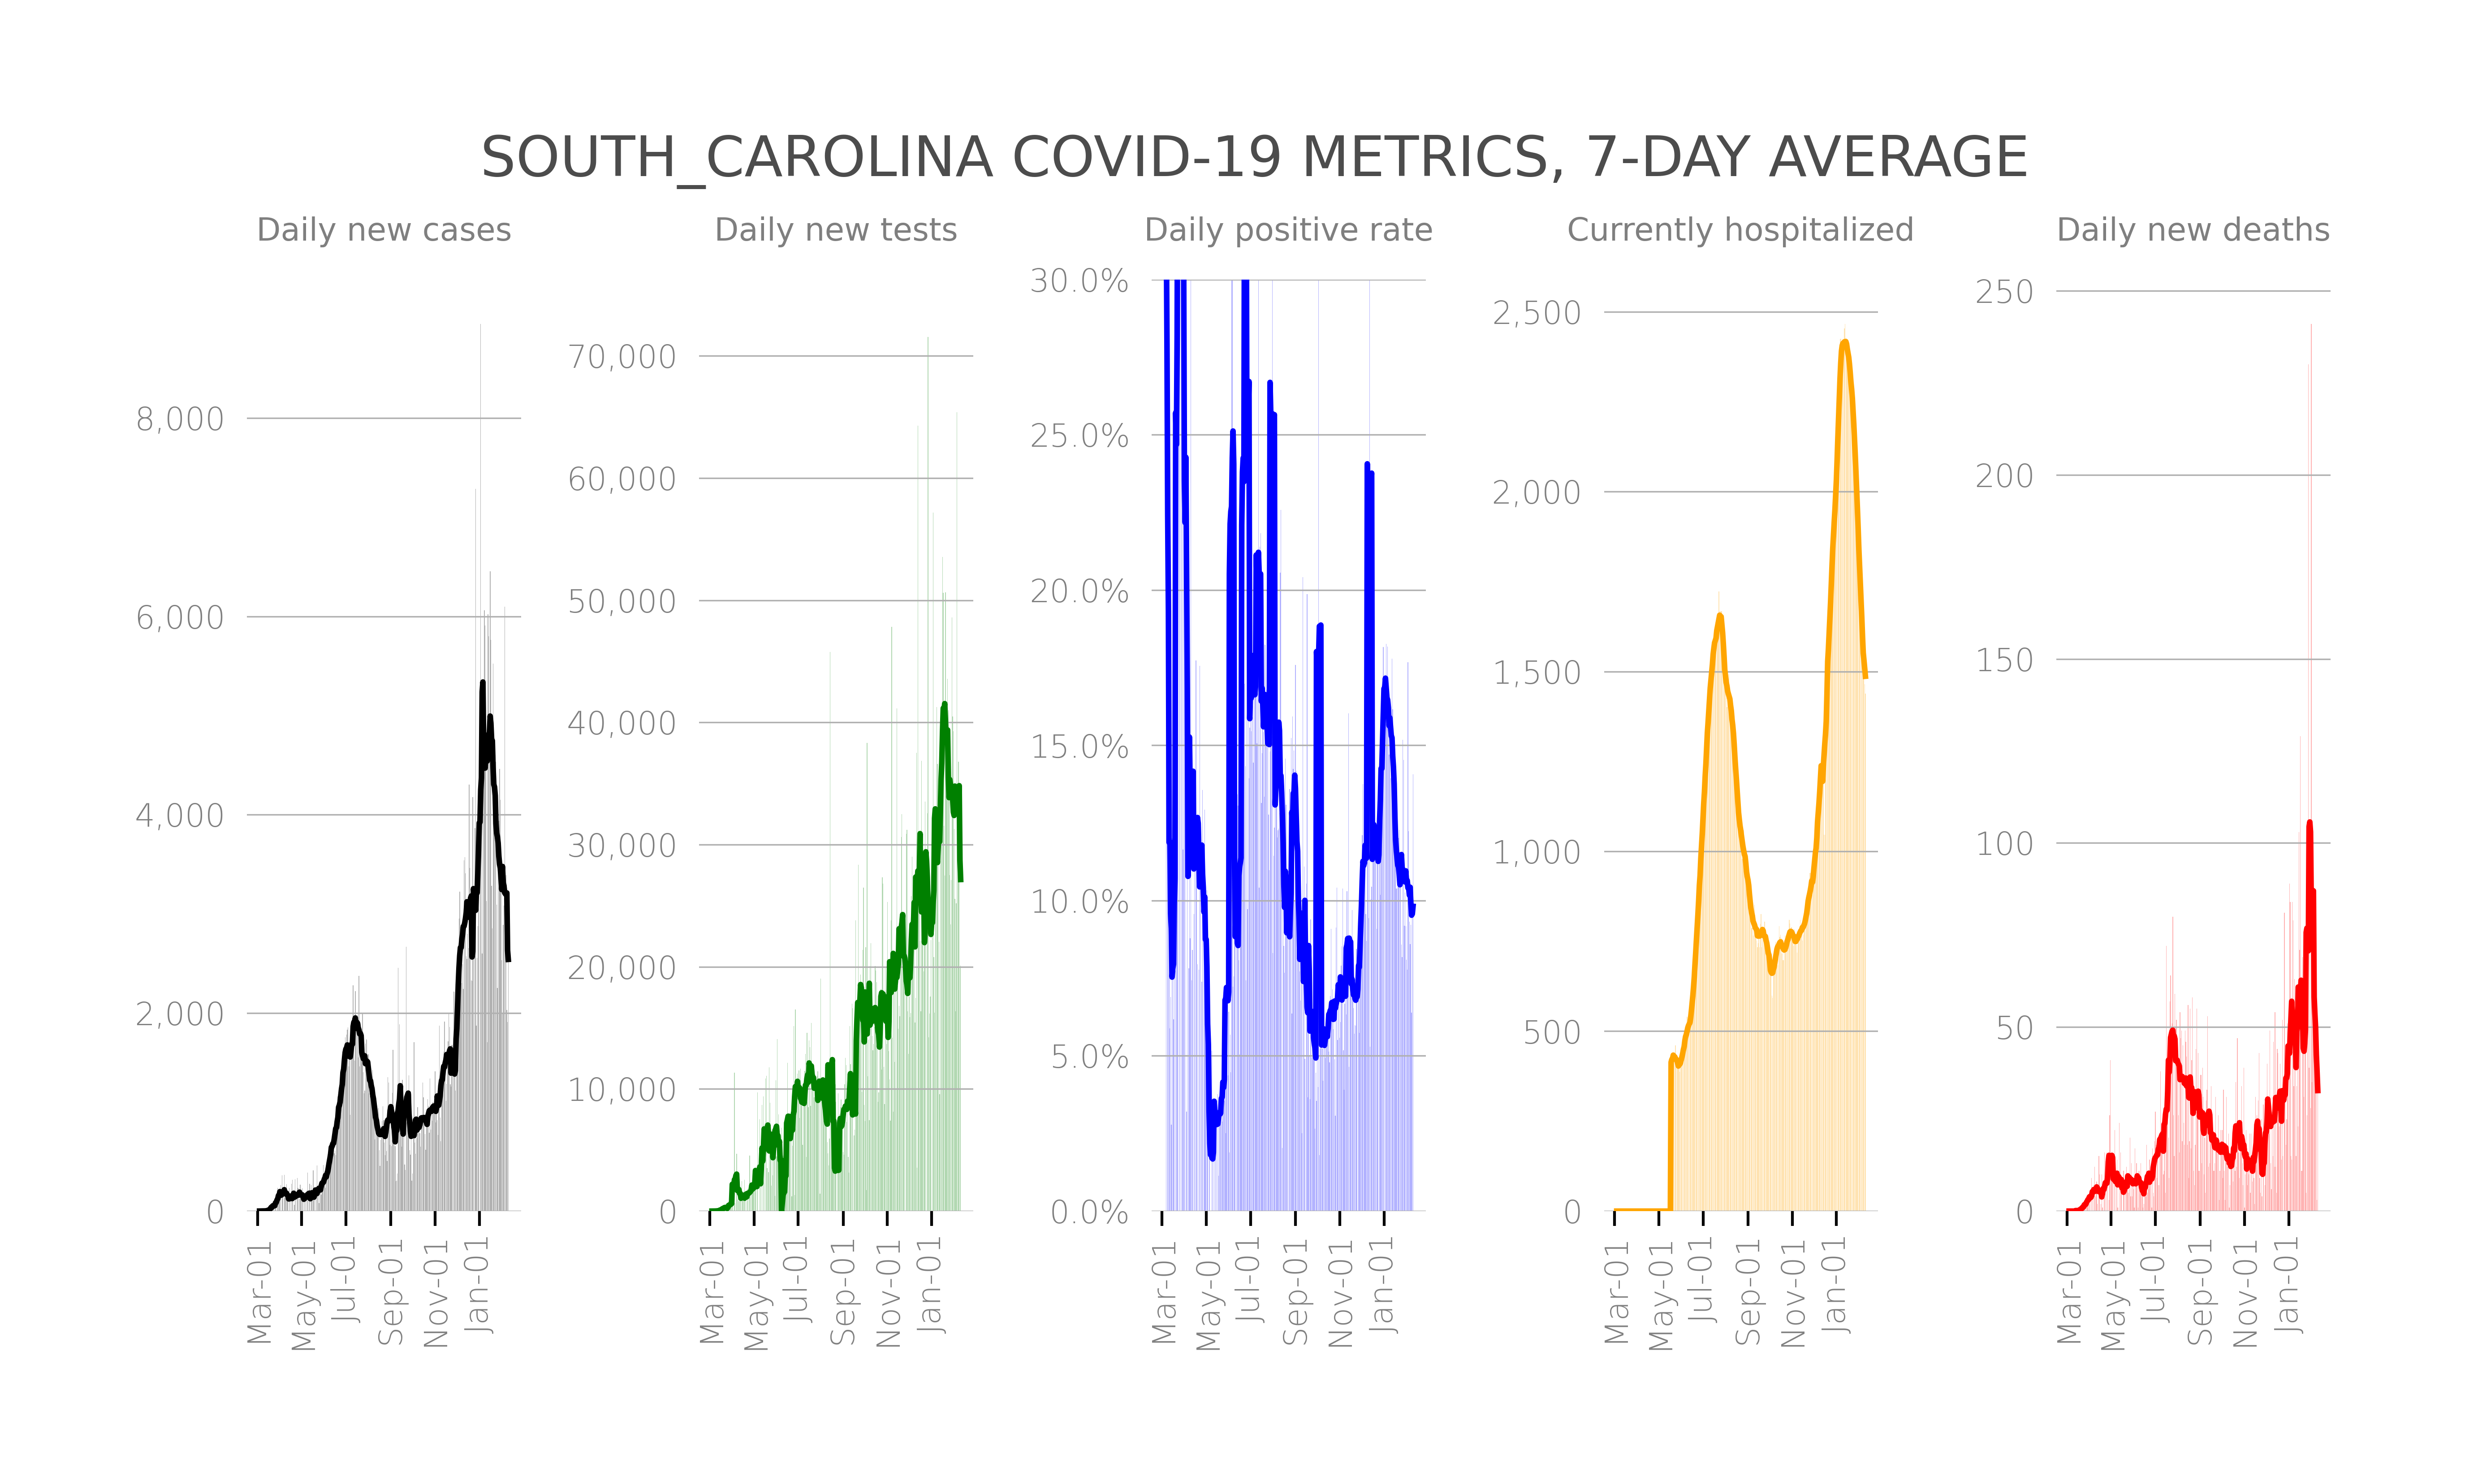 SOUTH_CAROLINA COVID-19 METRICS, 7-DAY AVERAGE
Daily new cases
8,000
6,000
4,000
2,000
0
Mar-01
May-01
Jul-01
Sep-01
Nov-01
Jan-01
Daily new tests
70,000
60,000
50,000
40,000
30,000
20,000
10,000
0
Mar-01
May-01
Jul-01
Sep-01
Nov-01
Jan-01
Daily positive rate
30.0%
25.0%
20.0%
15.0%
10.0%
5.0%
0.0%
Mar-01
May-01
Jul-01
Sep-01
Nov-01
Jan-01
Currently hospitalized
2,500
2,000
1,500
1,000
500
0
Mar-01
May-01
Jul-01
Sep-01
Nov-01
Jan-01
Daily new deaths
250
200
150
100
50
0
Mar-01
May-01
Jul-01
Sep-01
Nov-01
Jan-01